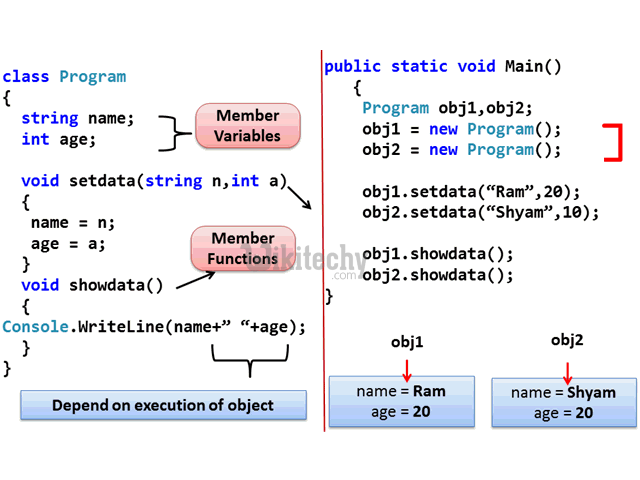 class Program
{
string name;
int age;
Member
Variables
void setdata(string n,int a)
{
name = n;
age = a;
}
Member
Functions
void showdata()
{
Console.WriteLine(name+” “+age);
}
}
Depend on execution of object
public static void Main()
{
Program obj1,obj2;
obj1 = new Program();
obj2 = new Program();
obj1.setdata(“Ram”,20);
obj2.setdata(“Shyam”,10);
obj1.showdata();
obj2.showdata();
}
obj1
name = Ram
age = 20
obj2
name = Shyam
age = 20
Wikitechy
.com